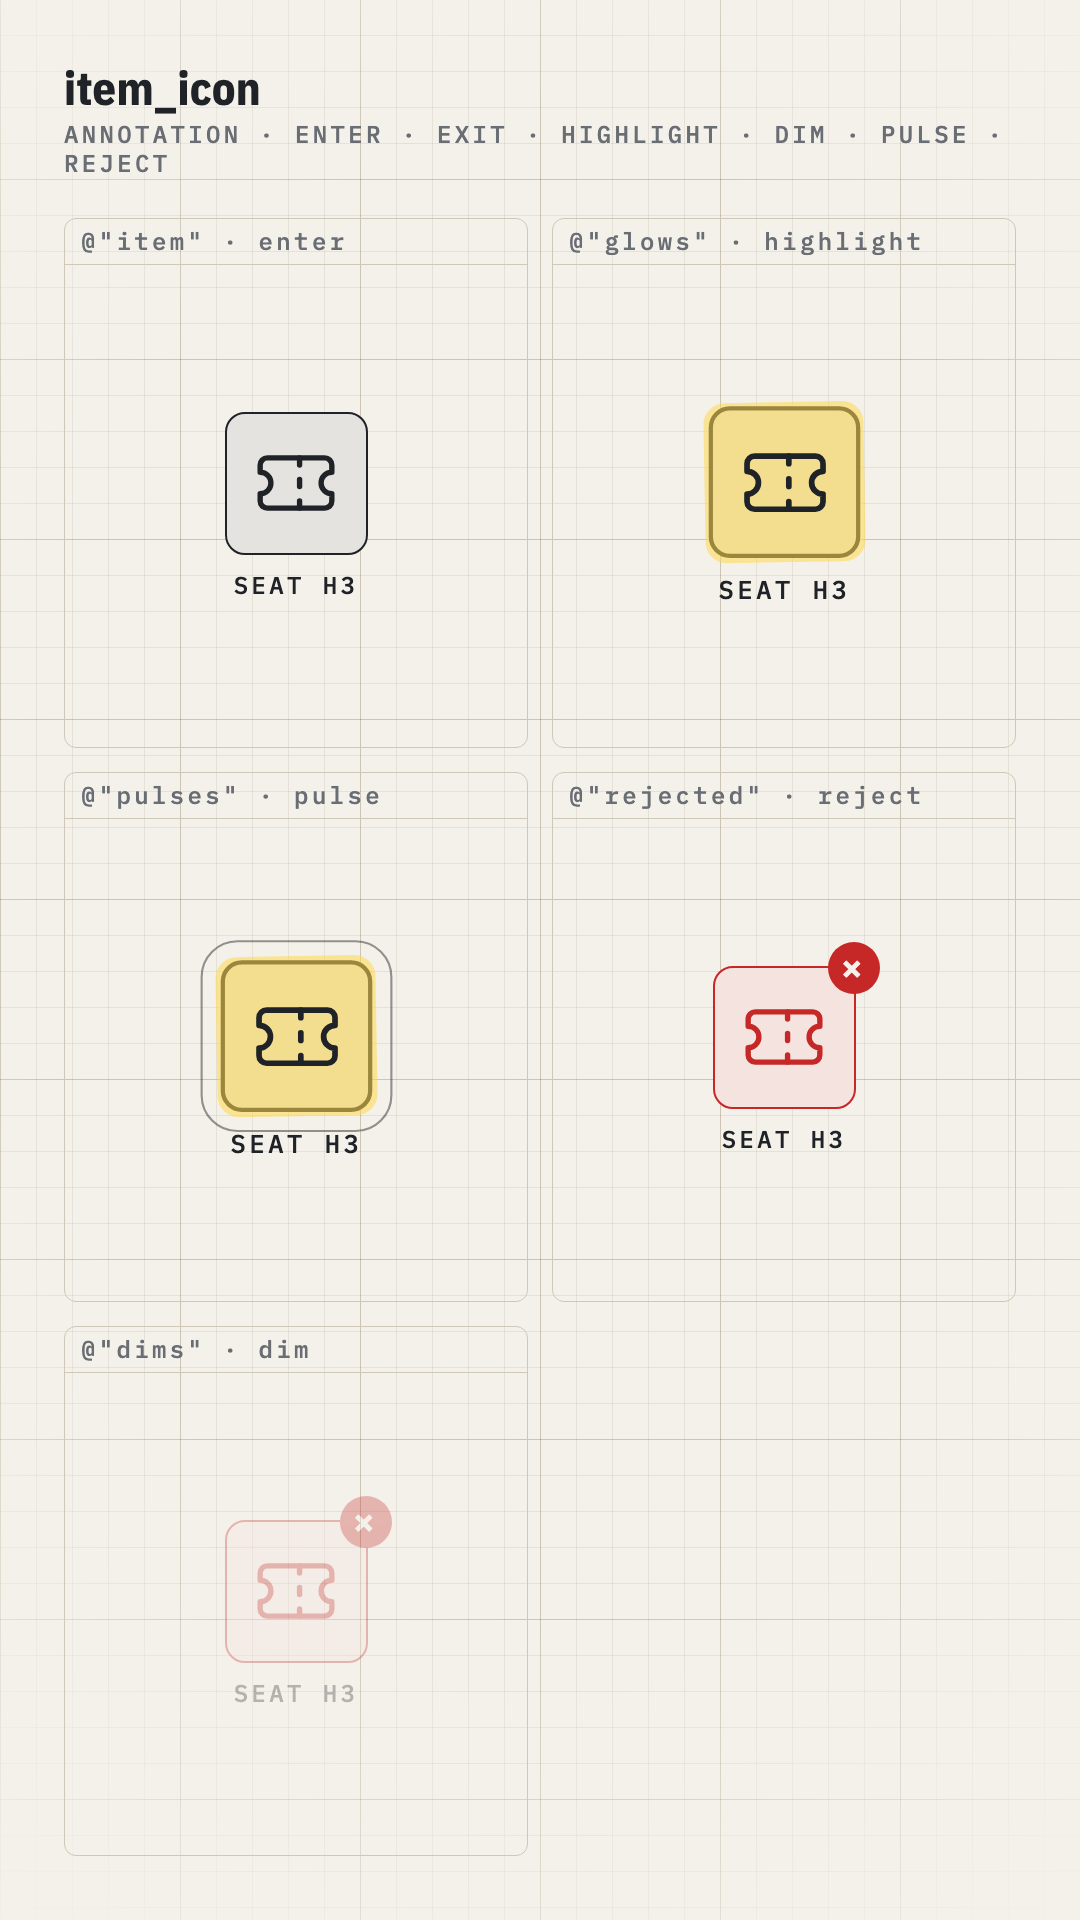 item_icon
ANNOTATION · ENTER · EXIT · HIGHLIGHT · DIM · PULSE ·
REJECT
@"item" · enter
SEAT H3
@"glows" · highlight
SEAT H3
@"pulses" · pulse
SEAT H3
@"rejected" · reject
SEAT H3
@"dims" · dim
SEAT H3